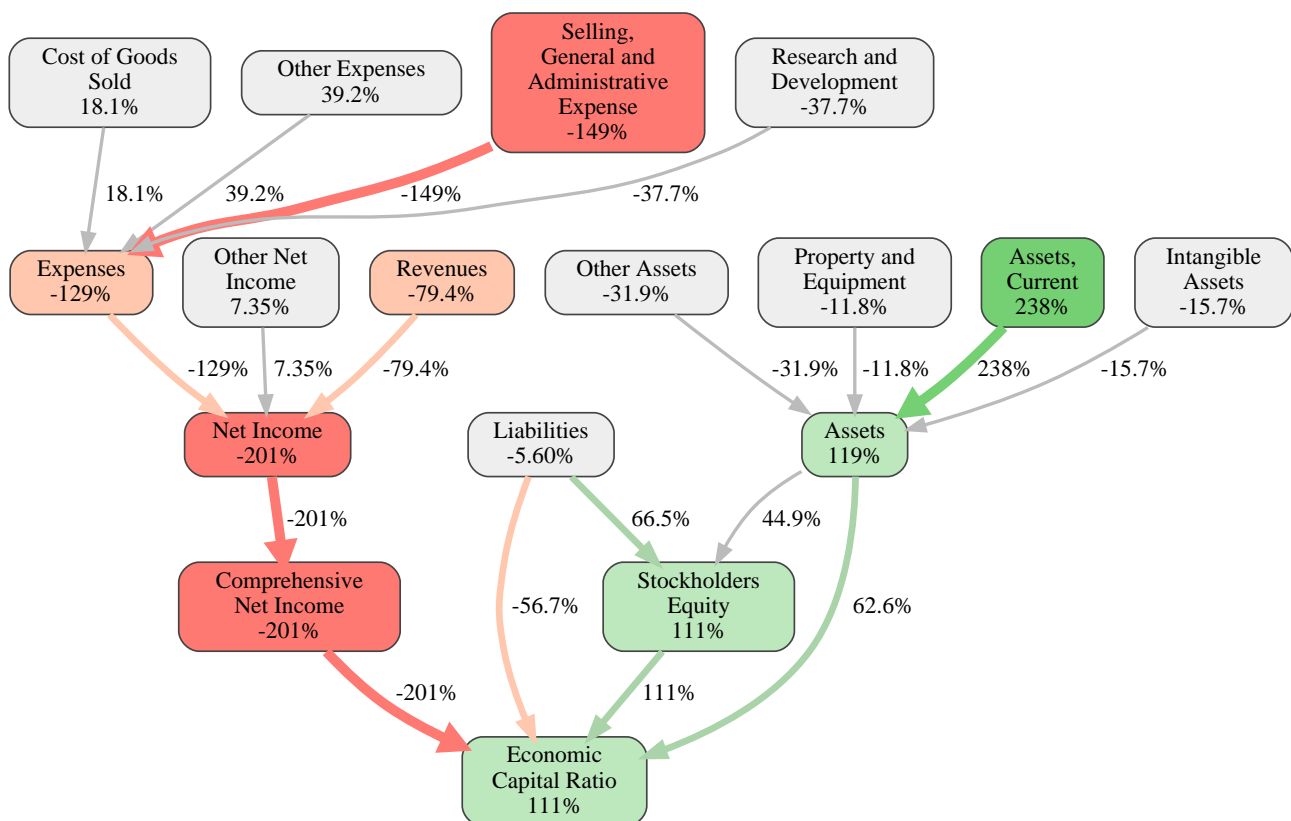 Cost of Goods
Sold
18.1%
Other Expenses
39.2%
Selling,
General and
Administrative
Expense
-149%
Research and
Development
-37.7%
18.1%
39.2%
-149%
-37.7%
Expenses
-129%
Other Net
Income
7.35%
Revenues
-79.4%
Other Assets
-31.9%
Property and
Equipment
-11.8%
Assets,
Current
238%
Intangible
Assets
-15.7%
-129%
7.35%
-79.4%
-31.9%
-11.8%
238%
-15.7%
Net Income
-201%
Liabilities
-5.60%
Assets
119%
-201%
66.5%
44.9%
Comprehensive
Net Income
-201%
-56.7%
Stockholders
Equity
111%
62.6%
-201%
111%
Economic
Capital Ratio
111%